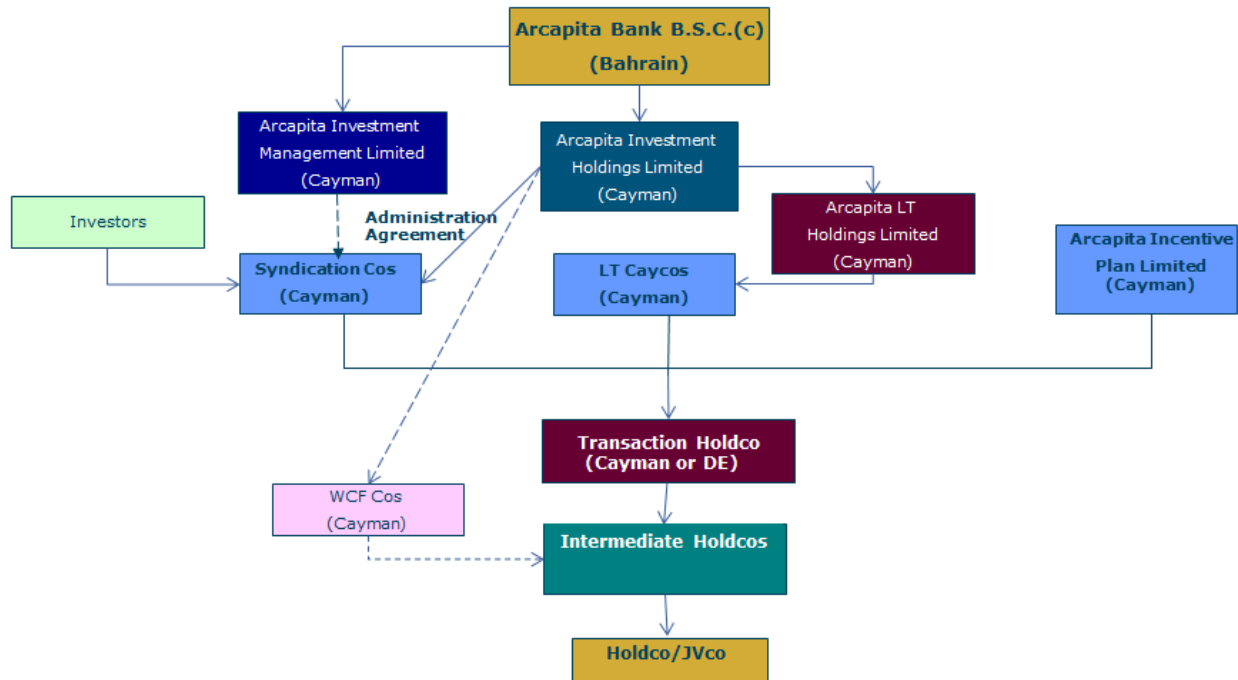 Arcapita Bank B.S.C.(c)
(Bahrain)
Arcapita Investment
Management Limited
(Cayman)
Arcapita Investment
Holdings Limited
(Cayman)
Investors
Administration
Agreement
Arcapita LT
Holdings Limited
(Cayman)
Arcapita Incentive
Plan Limited
(Cayman)
Syndication Cos
(Cayman)
LT Caycos
(Cayman)
Transaction Holdco
(Cayman or DE)
WCF Cos
(Cayman)
Intermediate Holdcos
Holdco/JVco